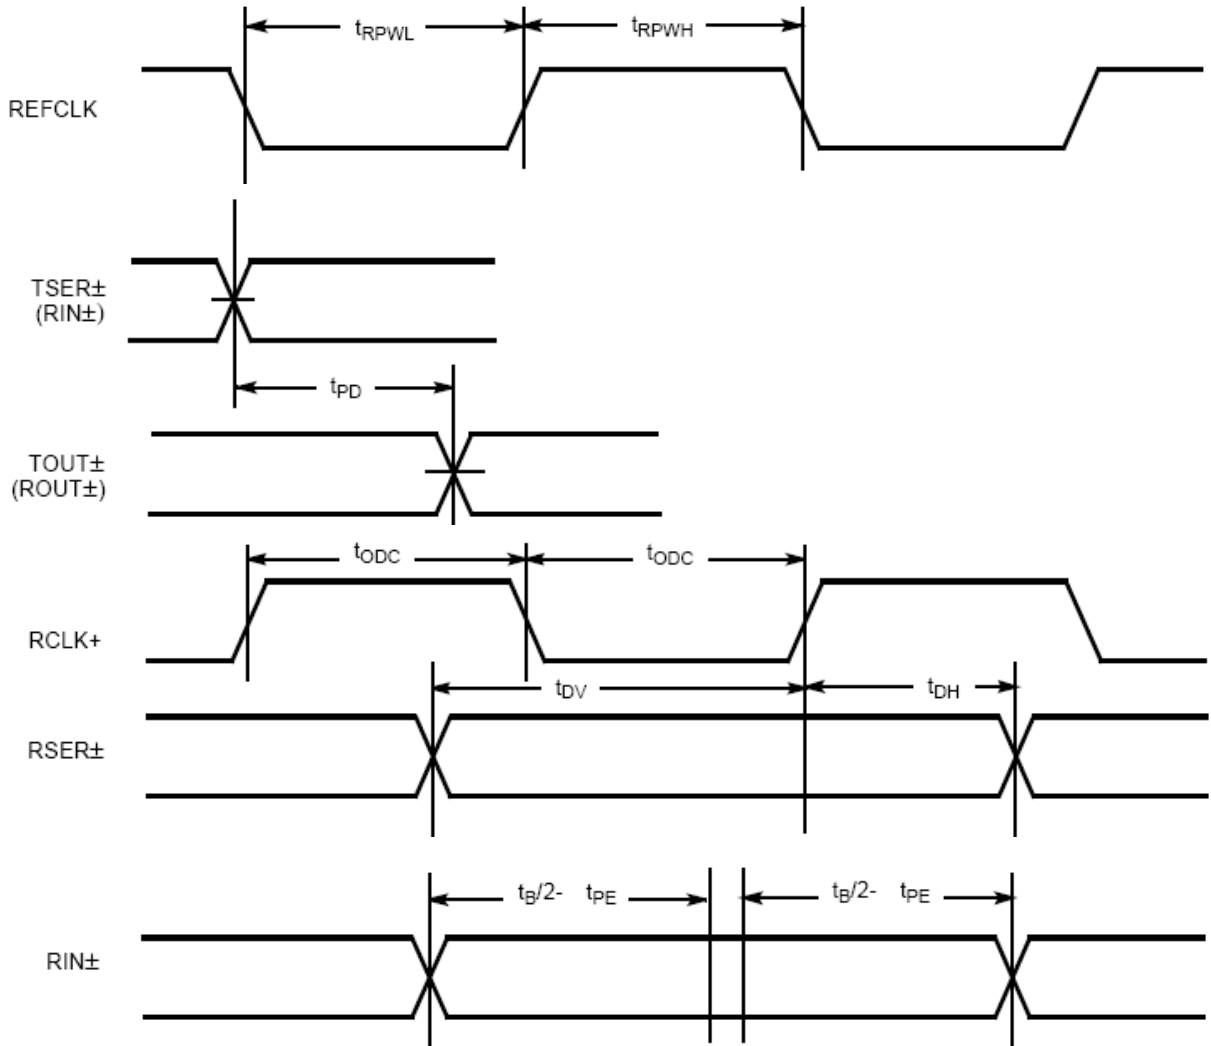 tRPWL tRPWH
REFCLK
TSER±
(RIN±)
tPD
TOUT±
(ROUT±)
tODC tODC
RCLK+
tDV tDH
RSER±
tB/2- tPE tB/2- tPE
RIN±